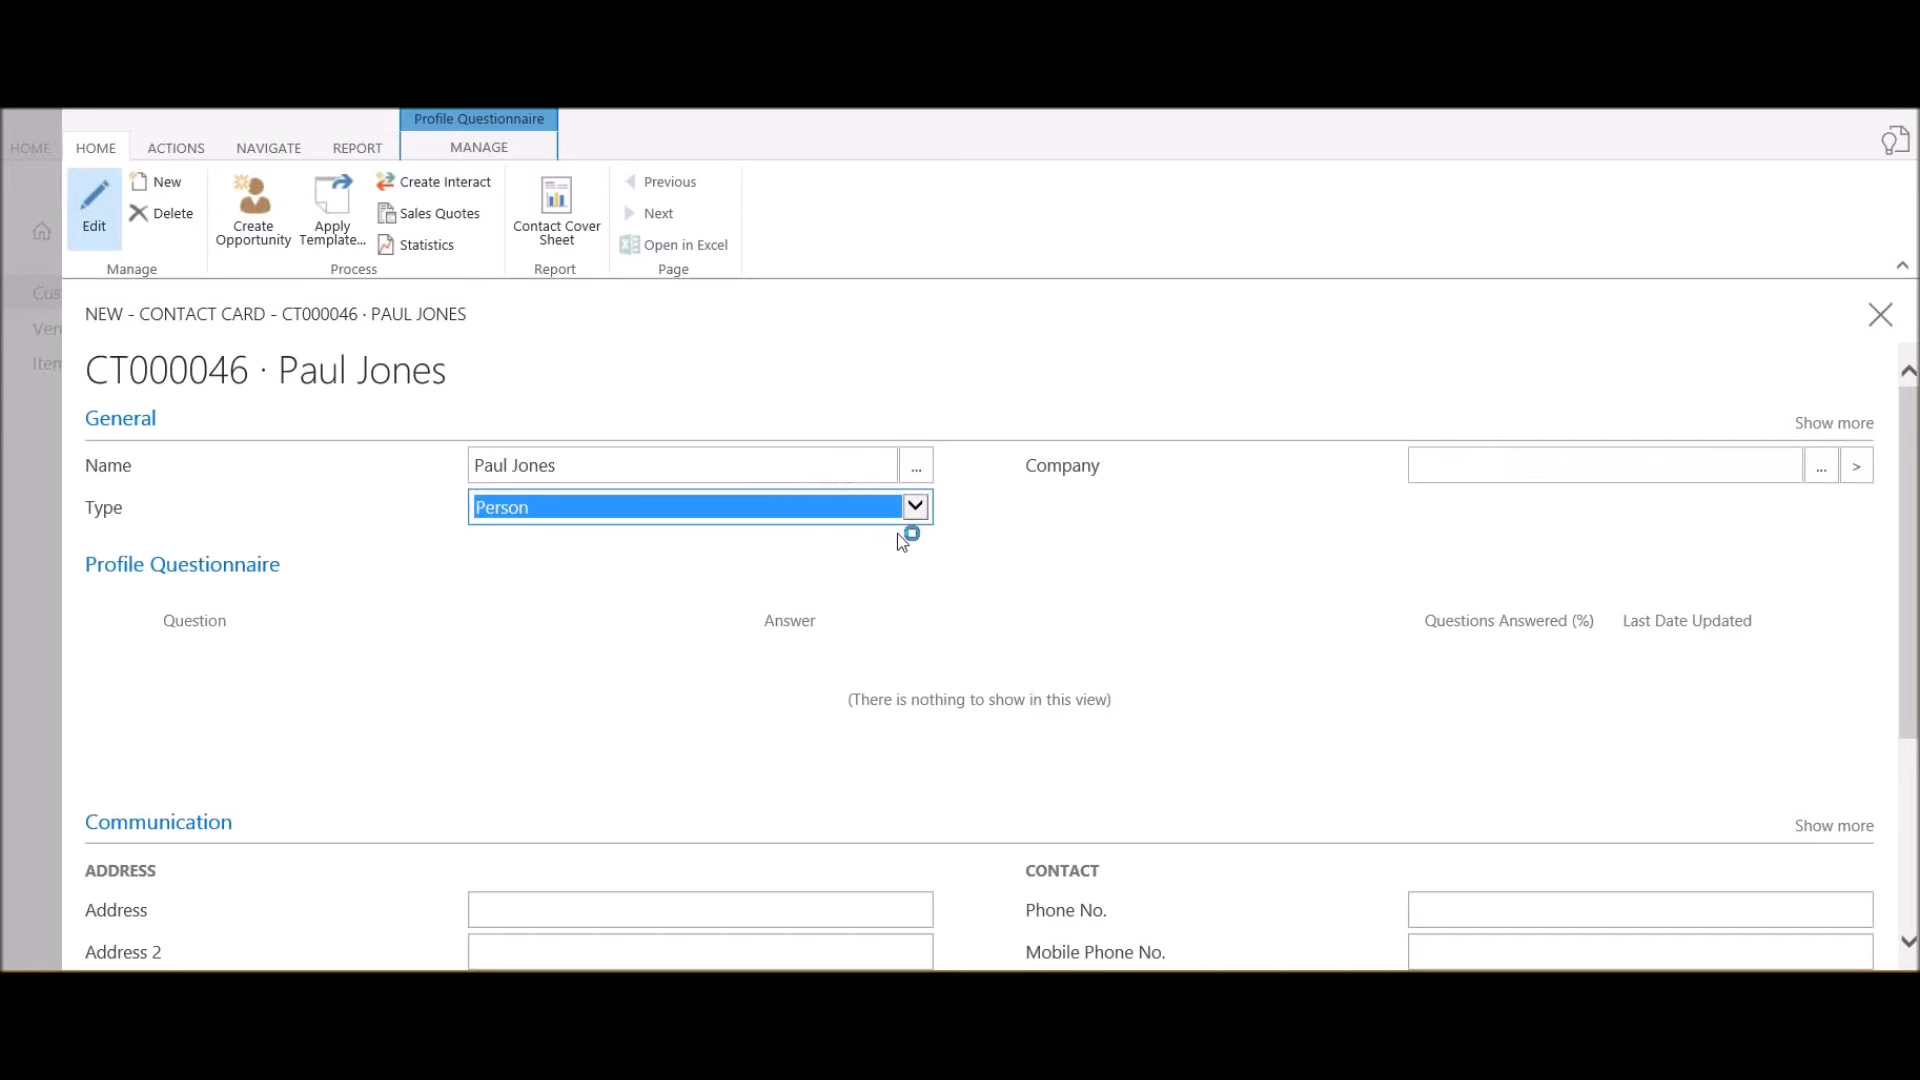 Profile Questionnaire
HOME
HOME
ACTIONS
NAVIGATE
REPORT
MANAGE
Edit
New
Delete
Manage
Create
Opportunity
Apply
Template...
Create Interact
Sales Quotes
Statistics
Process
Contact Cover
Sheet
Report
Previous
Next
Open in Excel
Page
Cus
Ven
Item
NEW - CONTACT CARD - CT000046 · PAUL JONES
CT000046 · Paul Jones
General
Show more
Name
Paul Jones
...
Company
...
>
Type
Person
Profile Questionnaire
Question
Answer
Questions Answered (%)
Last Date Updated
(There is nothing to show in this view)
Communication
Show more
ADDRESS
CONTACT
Address
Phone No.
Address 2
Mobile Phone No.